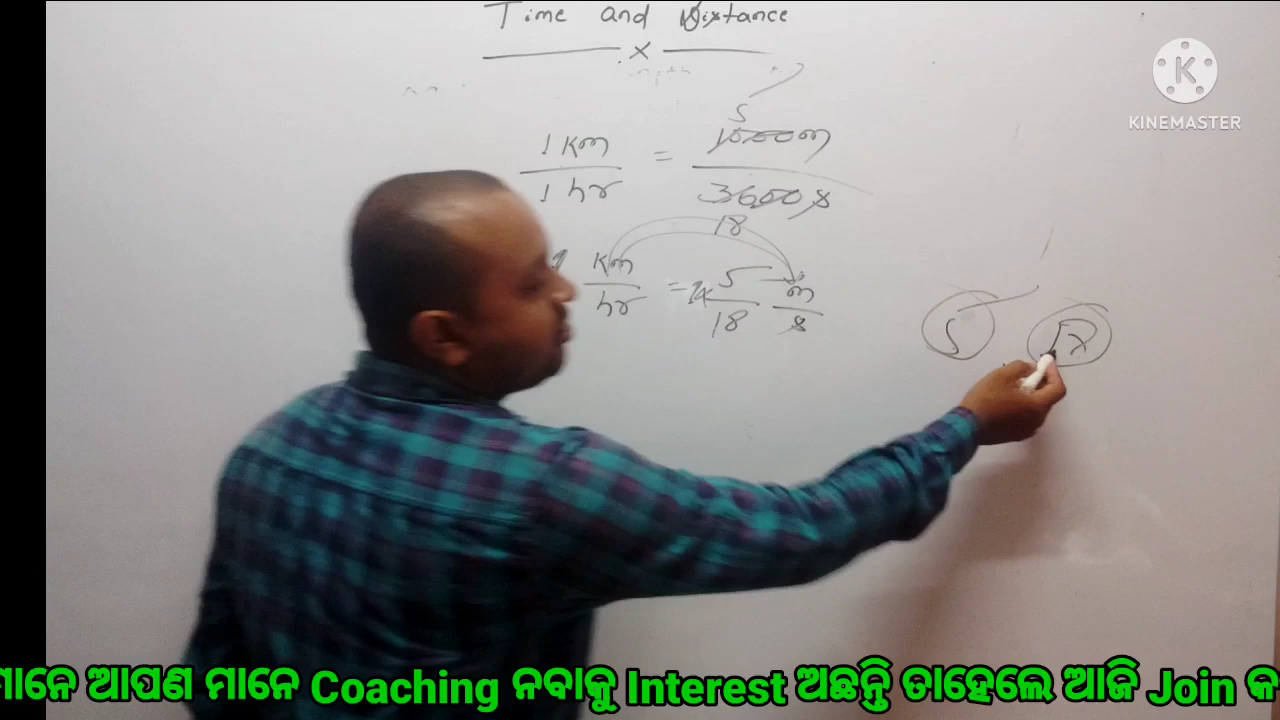 Time and Distance
x
KINEMASTER
5
1 km = 1000m
1 hr 3600 s
18
km = 5 m
hr 18 s
5 18
ମାନେ ଆପଣ ମାନେ Coaching ନବାକୁ Interest ଅଛନ୍ତି ତାହେଲେ ଆଜି Join କ